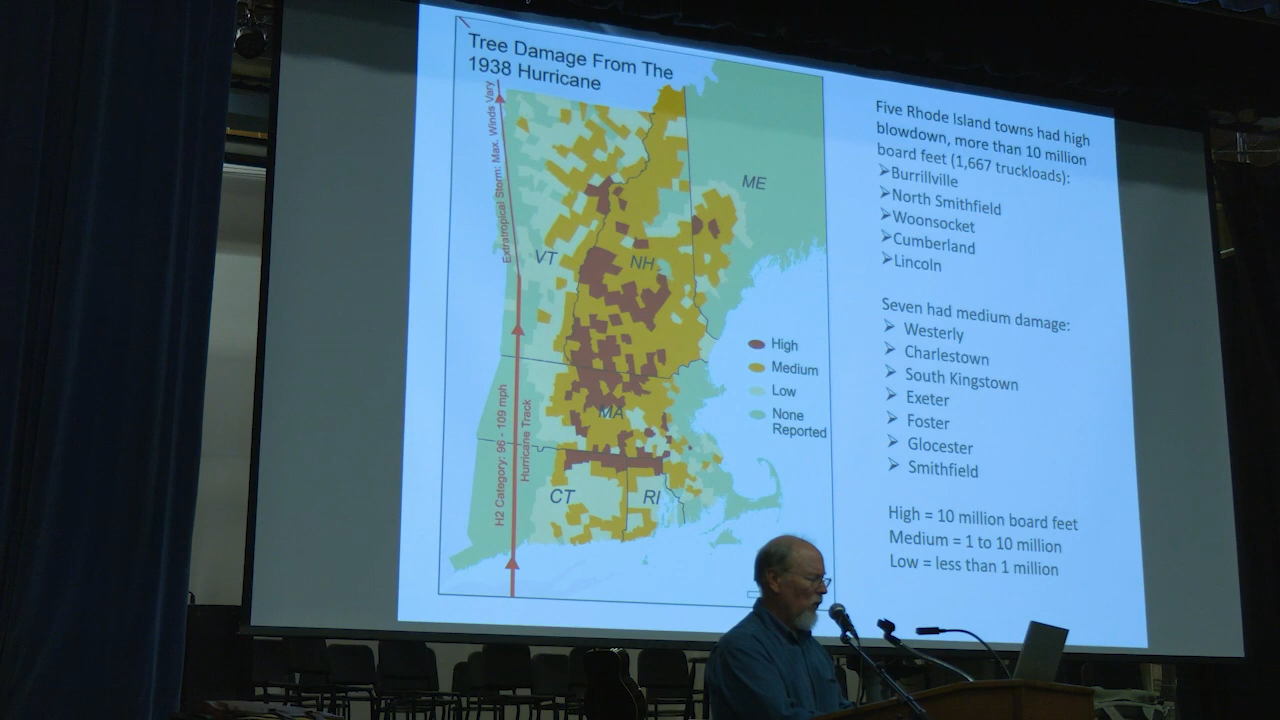 Tree Damage From The
1938 Hurricane
Extratropical Storm: Max. Winds Vary
H2 Category: 96 - 109 mph
Hurricane Track
ME
VT
NH
MA
CT
RI
High
Medium
Low
None
Reported
Five Rhode Island towns had high
blowdown, more than 10 million
board feet (1,667 truckloads):
➢Burrillville
➢North Smithfield
➢Woonsocket
➢Cumberland
➢Lincoln
Seven had medium damage:
➢ Westerly
➢ Charlestown
➢ South Kingstown
➢ Exeter
➢ Foster
➢ Glocester
➢ Smithfield
High = 10 million board feet
Medium = 1 to 10 million
Low = less than 1 million